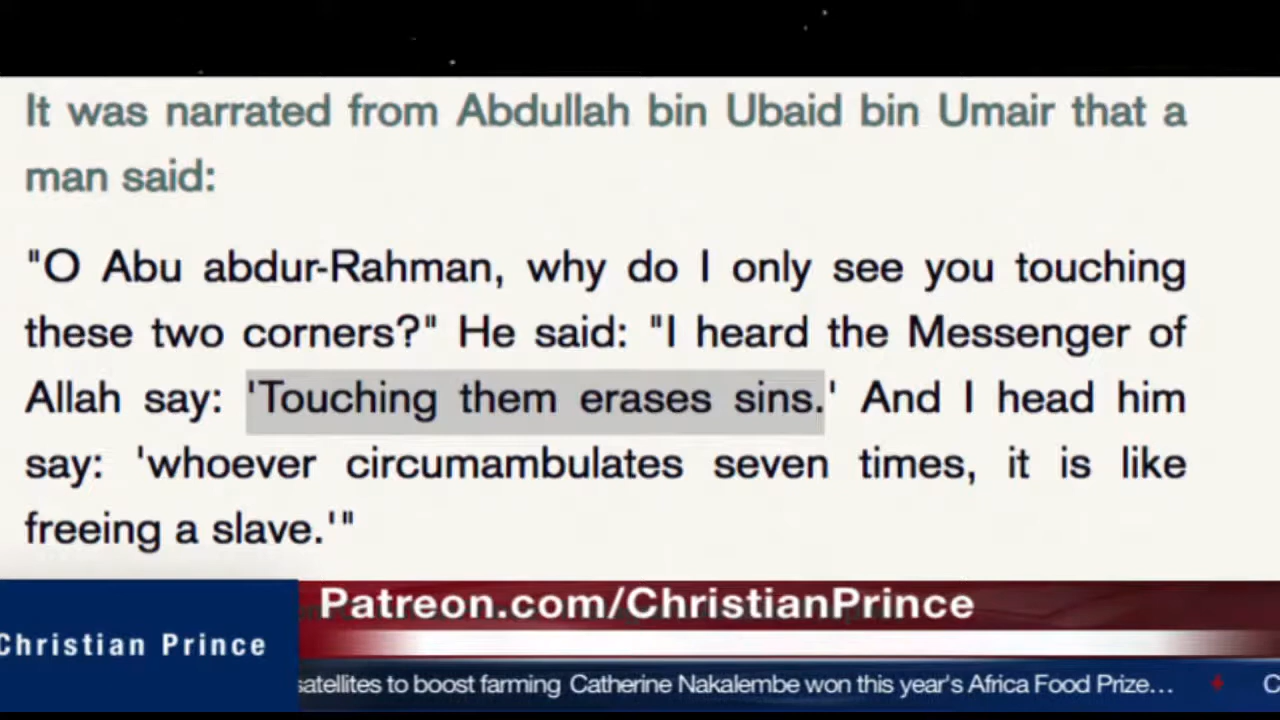 It was narrated from Abdullah bin Ubaid bin Umair that a
man said:
"O Abu abdur-Rahman, why do I only see you touching
these two corners?" He said: "I heard the Messenger of
Allah say: 'Touching them erases sins.' And I head him
say: 'whoever circumambulates seven times, it is like
freeing a slave.'"
Patreon.com/ChristianPrince
Christian Prince
satellites to boost farming Catherine Nakalembe won this year's Africa Food Prize... C